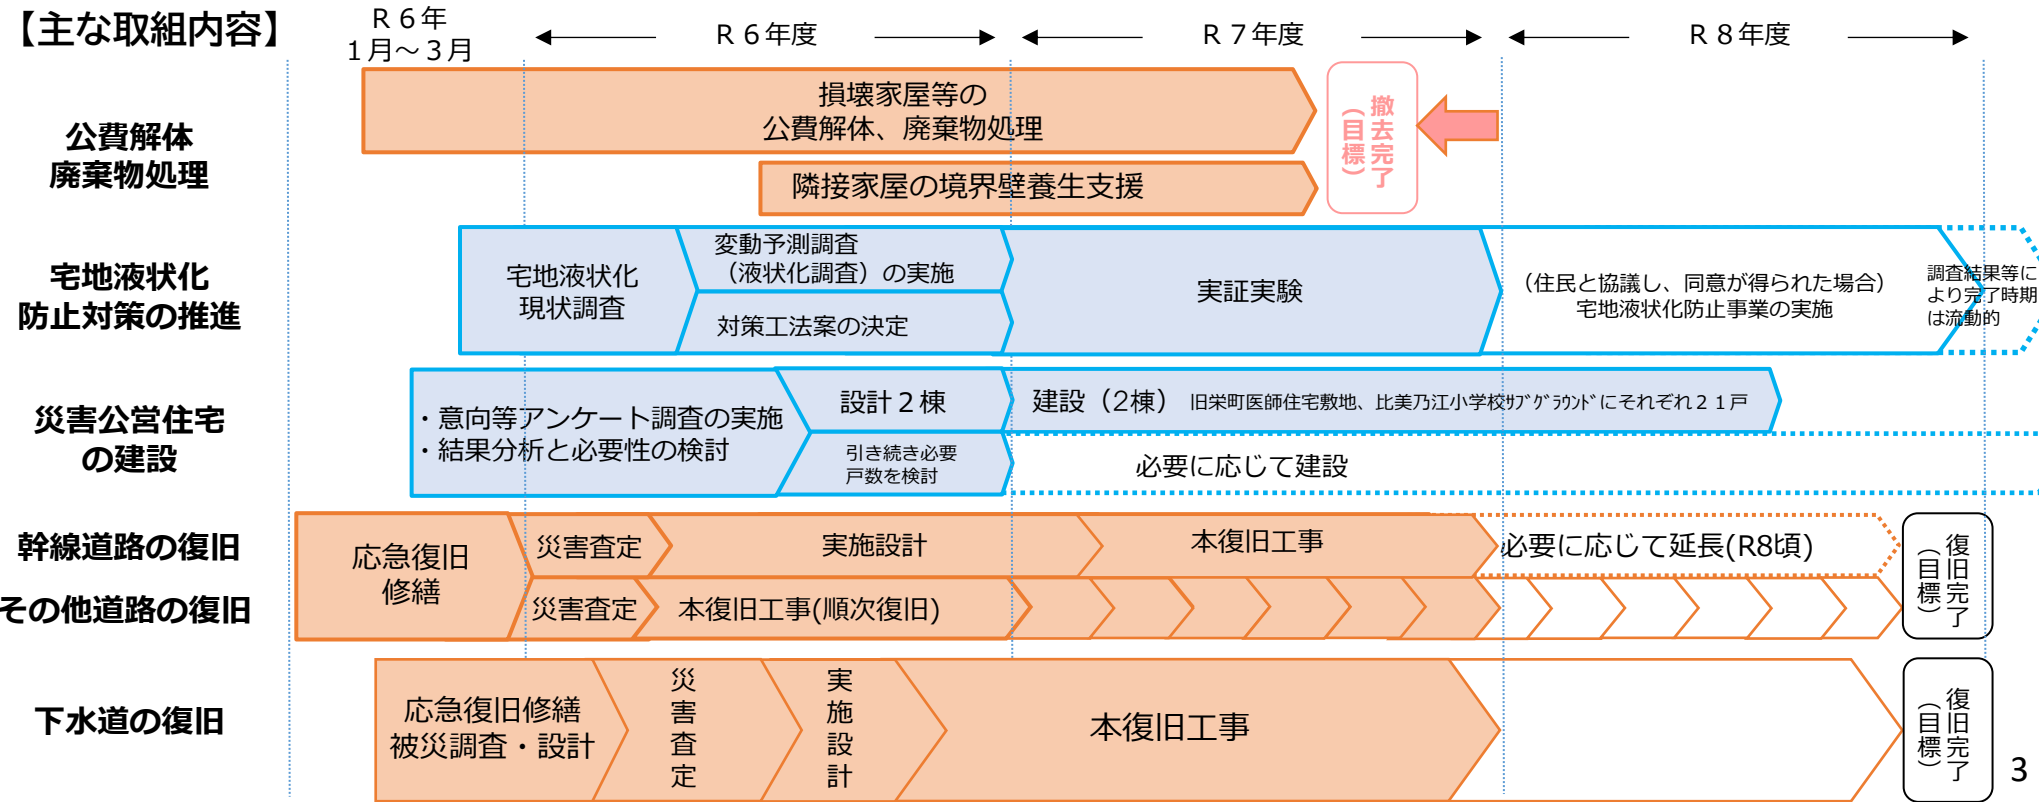 【主な取組内容】
Ｒ６年
１月～３月
Ｒ６年度
Ｒ７年度
Ｒ８年度
公費解体
廃棄物処理
損壊家屋等の
公費解体、廃棄物処理
隣接家屋の境界壁養生支援
撤去完了
（目標）
宅地液状化
防止対策の推進
宅地液状化
現状調査
変動予測調査
（液状化調査）の実施
対策工法案の決定
実証実験
（住民と協議し、同意が得られた場合）
宅地液状化防止事業の実施
調査結果等に
より完了時期
は流動的
災害公営住宅
の建設
・意向等アンケート調査の実施
・結果分析と必要性の検討
設計２棟
引き続き必要
戸数を検討
建設（2棟） 旧栄町医師住宅敷地、比美乃江小学校ｻﾌﾞｸﾞﾗｳﾝﾄﾞにそれぞれ２１戸
必要に応じて建設
幹線道路の復旧
その他道路の復旧
応急復旧
修繕
災害査定
実施設計
本復旧工事
必要に応じて延長(R8頃)
災害査定
本復旧工事(順次復旧)
復旧完了
（目標）
下水道の復旧
応急復旧修繕
被災調査・設計
災害査定
実施設計
本復旧工事
復旧完了
（目標）
3